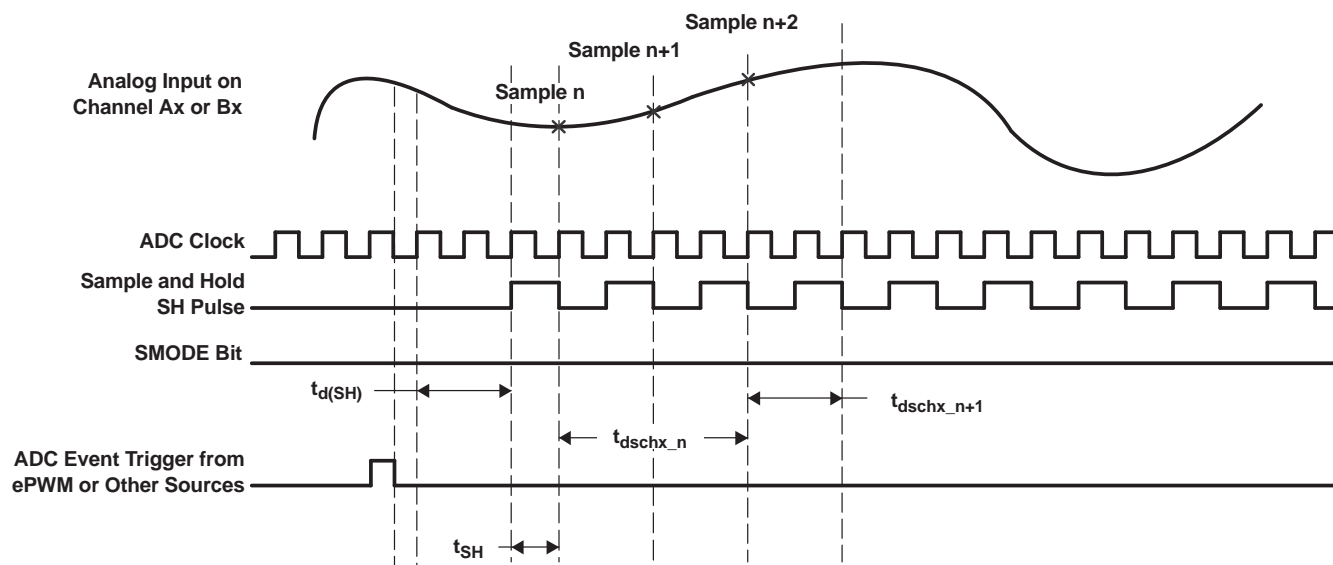 Sample n+2
Sample n+1
Analog Input on
Channel Ax or Bx
Sample n
ADC Clock
Sample and Hold
SH Pulse
SMODE Bit
td(SH)
tdschx_n+1
tdschx_n
ADC Event Trigger from
ePWM or Other Sources
tSH